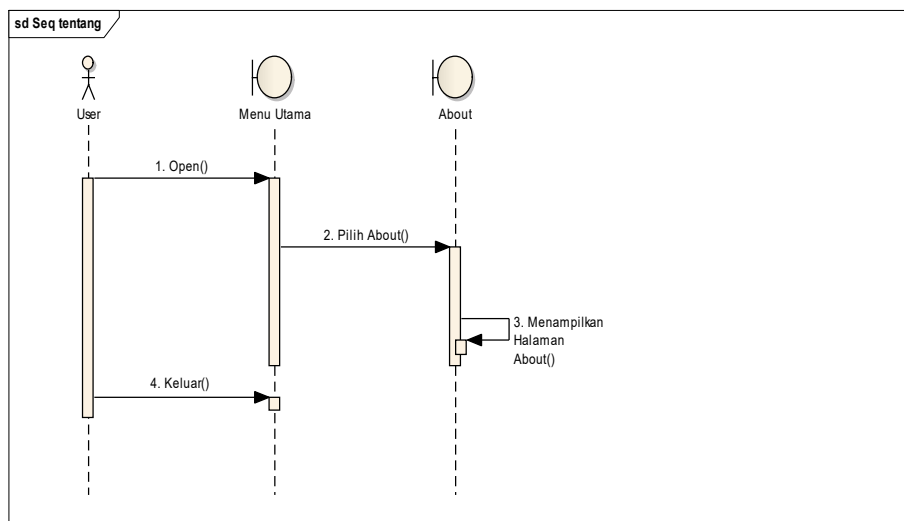 sd Seq tentang
User
Menu Utama
About
1. Open()
2. Pilih About()
3. Menampilkan
Halaman
About()
4. Keluar()